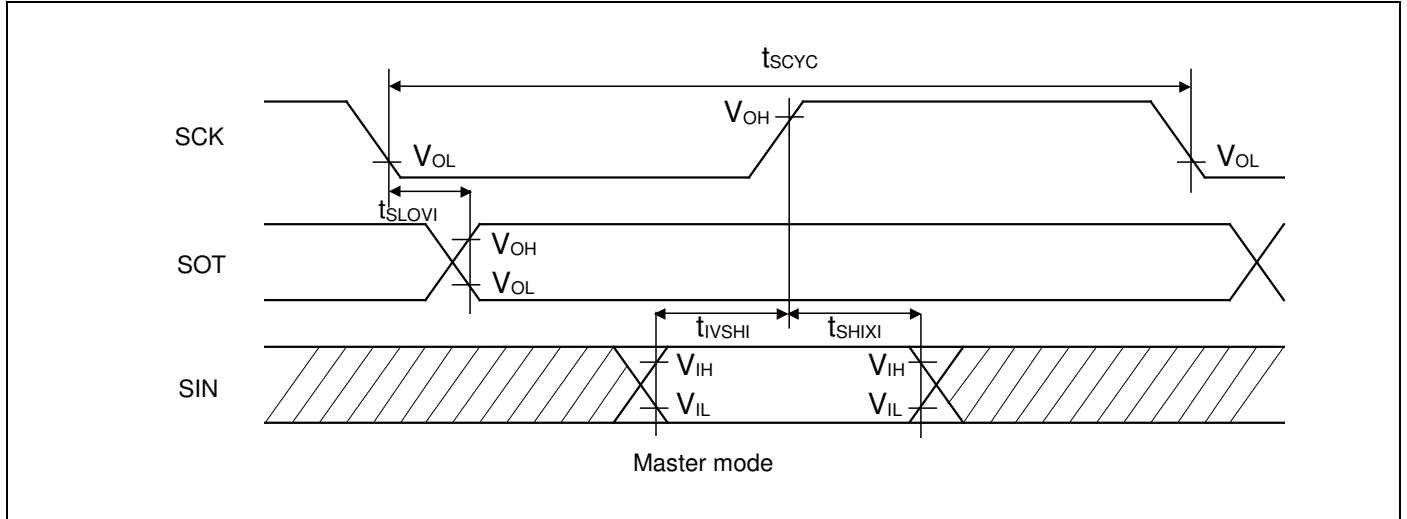 tSCYC
SCK
VOH
VOL
VOL
tSLOVI
SOT
VOH
VOL
tIVSHI
tSHIXI
SIN
VIH
VIH
VIL
VIL
Master mode